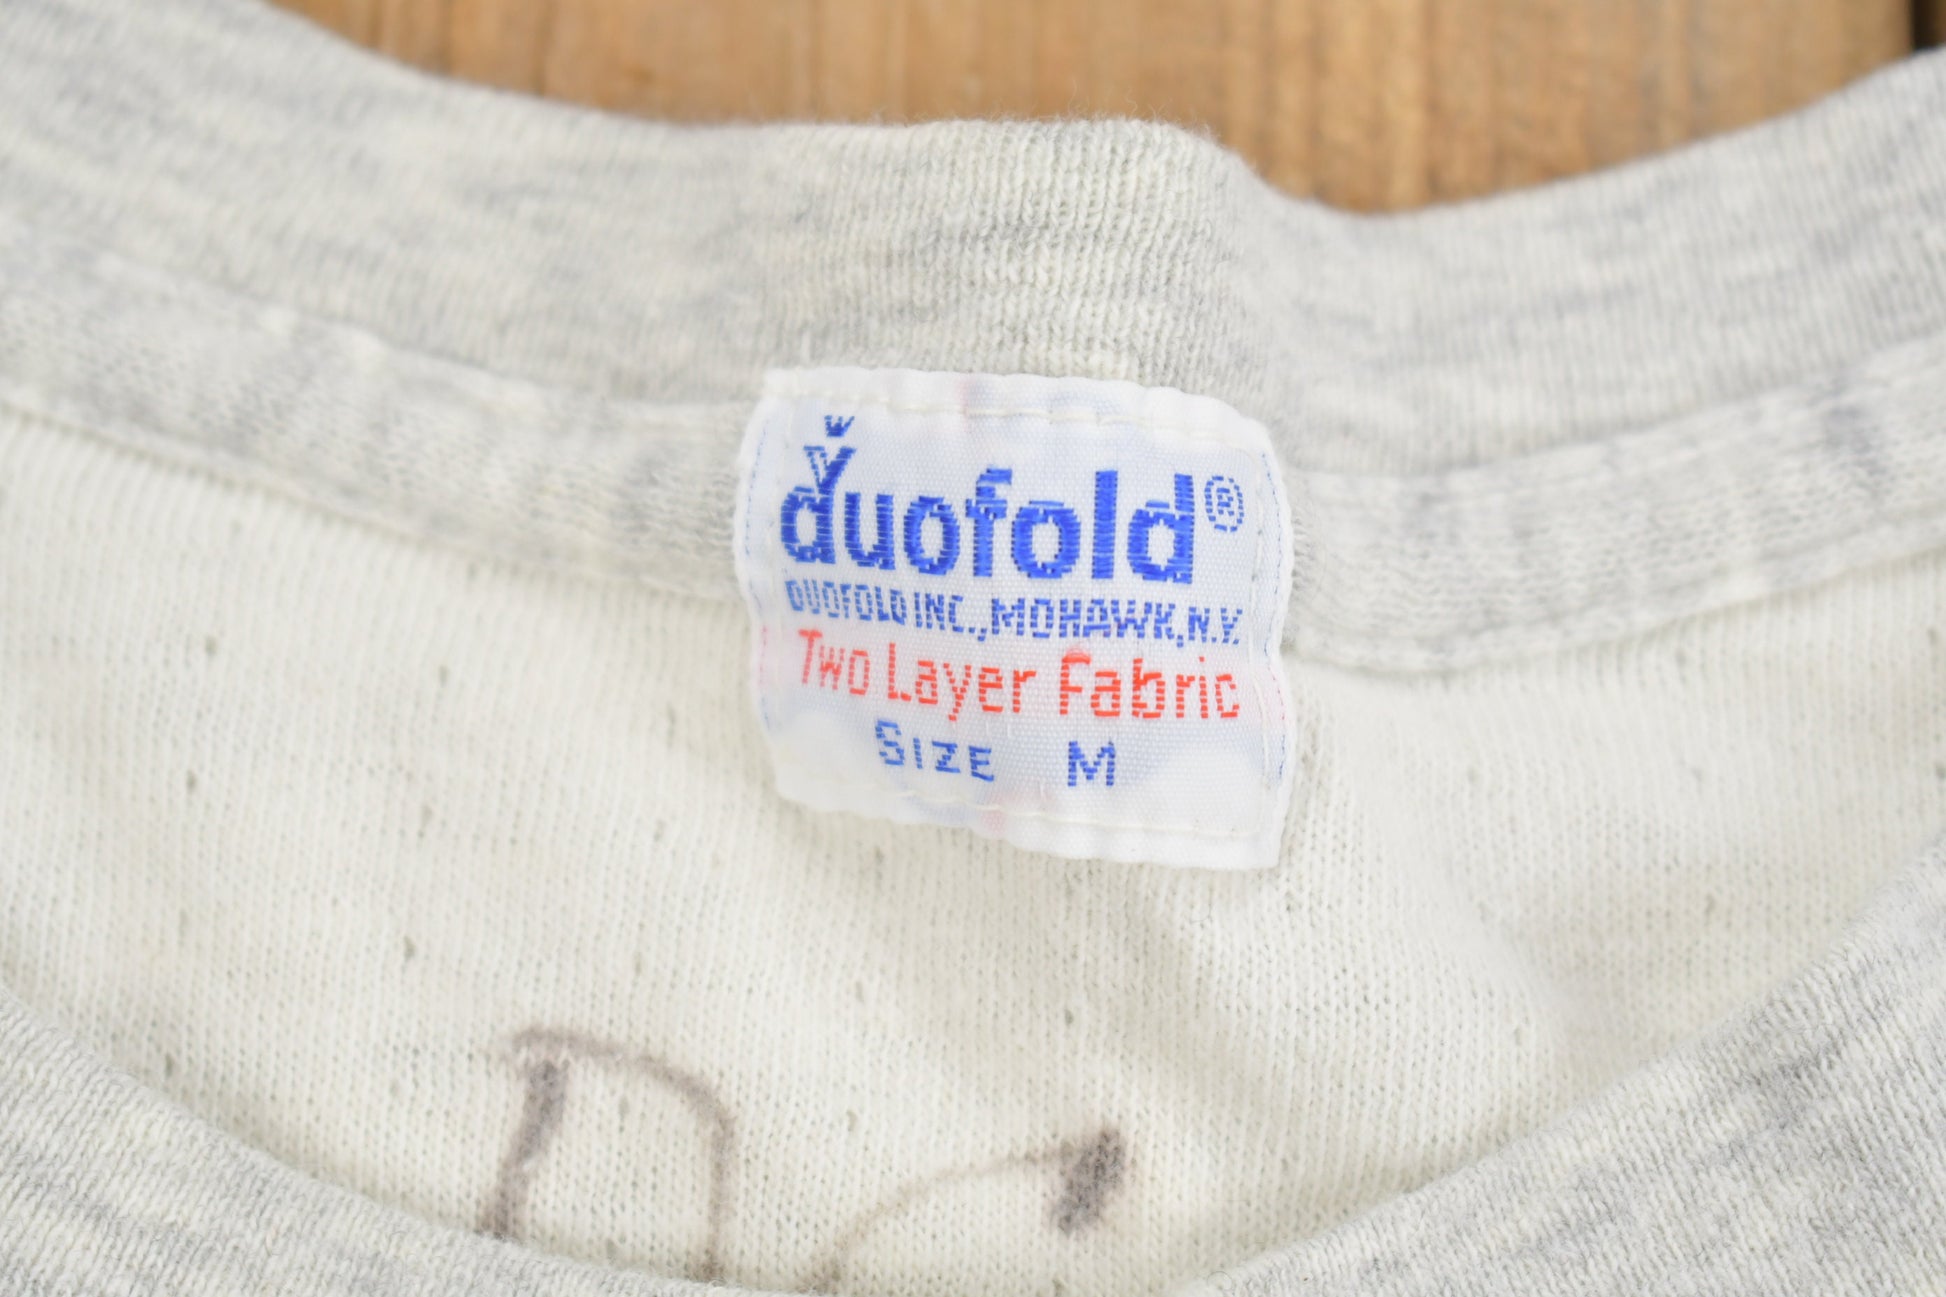 duofold®
DUOFOLD INC., MOHAWK, N.Y.
Two Layer Fabric
SIZE M